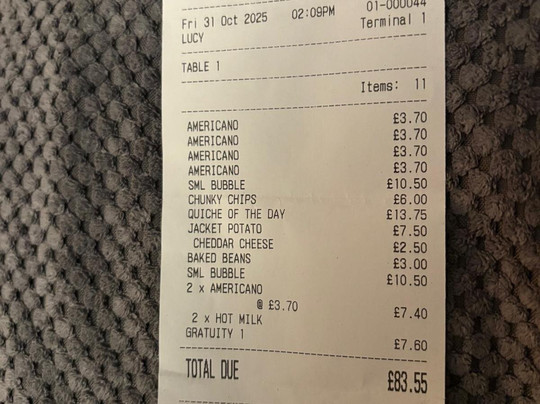 01-000044
Fri 31 Oct 2025 02:09PM Terminal 1
LUCY
TABLE 1
Items: 11
AMERICANO £3.70
AMERICANO £3.70
AMERICANO £3.70
AMERICANO £3.70
SML BUBBLE £10.50
CHUNKY CHIPS £6.00
QUICHE OF THE DAY £13.75
JACKET POTATO £7.50
CHEDDAR CHEESE £2.50
BAKED BEANS £3.00
SML BUBBLE £10.50
2 x AMERICANO
@ £3.70 £7.40
2 x HOT MILK
GRATUITY 1 £7.60
TOTAL DUE £83.55